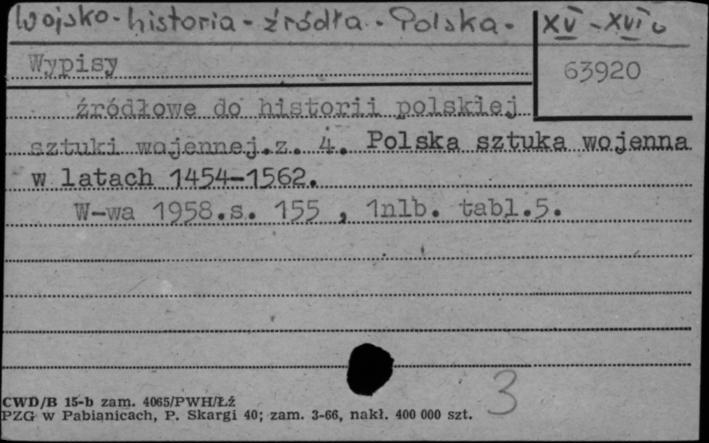 Wojsko - historia - źródła - Polska - XV - XVI w
Wypisy
63920
źródłowe do historii polskiej
sztuki wojennej.z. 4. Polska sztuka wojenna
w latach 1454-1562.
W-wa 1958.s. 155 , 1nlb. tabl.5.
3
CWD/B 15-b zam. 4065/PWH/Łż
PZG w Pabianicach, P. Skargi 40; zam. 3-66, nakł. 400 000 szt.